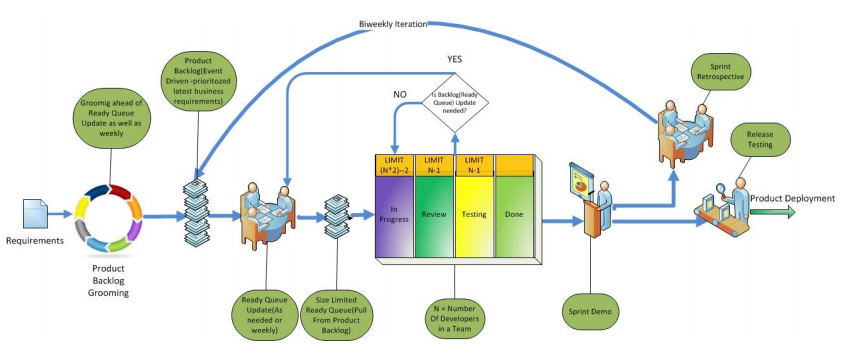 Biweekly Iteration
Product
Backlog(Event
Driven -prioritozed
latest business
requirements)
YES
Sprint
Retrospective
Groomig ahead of
Ready Queue
Update as well as
weekly
NO
Is Backlog(Ready
Queue) Update
needed?
Release
Testing
LIMIT
(N*2)--2
LIMIT
N-1
LIMIT
N-1
In
Progress
Review
Testing
Done
Product Deployment
Requirements
Product
Backlog
Grooming
Ready Queue
Update(As
needed or
weekly)
Size Limited
Ready Queue(Pull
From Product
Backlog)
N = Number
Of Developers
in a Team
Sprint Demo